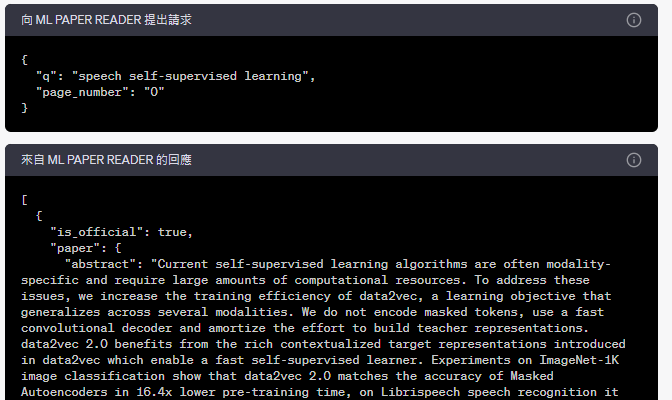 向 ML PAPER READER 提出請求
{
"q": "speech self-supervised learning",
"page_number": "0"
}
來自 ML PAPER READER 的回應
[
{
"is_official": true,
"paper": {
"abstract": "Current self-supervised learning algorithms are often modality-
specific and require large amounts of computational resources. To address these
issues, we increase the training efficiency of data2vec, a learning objective that
generalizes across several modalities. We do not encode masked tokens, use a fast
convolutional decoder and amortize the effort to build teacher representations.
data2vec 2.0 benefits from the rich contextualized target representations introduced
in data2vec which enable a fast self-supervised learner. Experiments on ImageNet-1K
image classification show that data2vec 2.0 matches the accuracy of Masked
Autoencoders in 16.4x lower pre-training time, on Librispeech speech recognition it